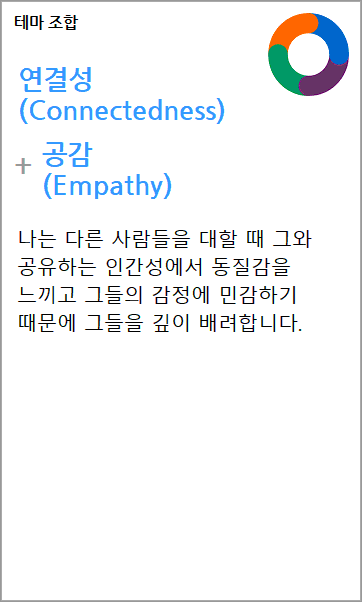 테마 조합
연결성
(Connectedness)
+ 공감
(Empathy)
나는 다른 사람들을 대할 때 그와
공유하는 인간성에서 동질감을
느끼고 그들의 감정에 민감하기
때문에 그들을 깊이 배려합니다.